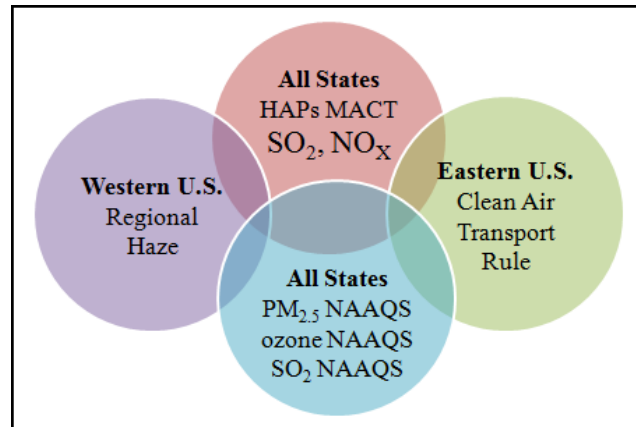 All States
HAPs MACT
SO₂, NOₓ
Western U.S.
Regional
Haze
Eastern U.S.
Clean Air
Transport
Rule
All States
PM₂.₅ NAAQS
ozone NAAQS
SO₂ NAAQS